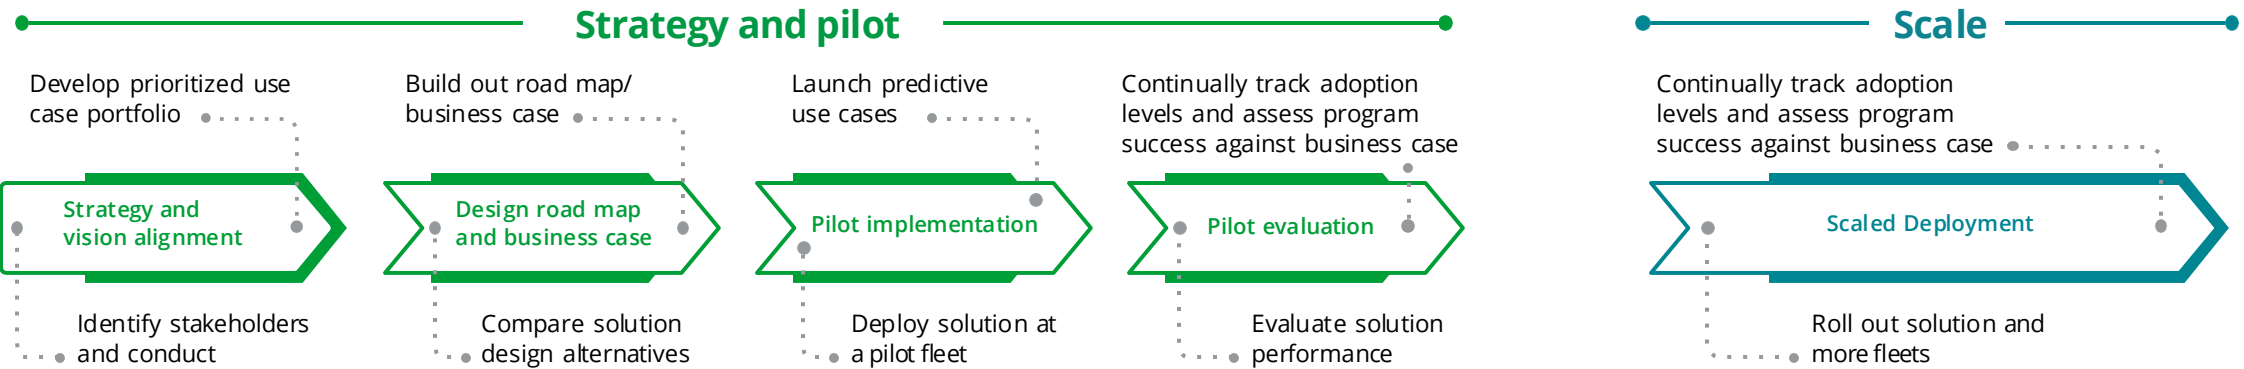 Strategy and pilot
Scale
Develop prioritized use
case portfolio
Build out road map/
business case
Launch predictive
use cases
Continually track adoption
levels and assess program
success against business case
Continually track adoption
levels and assess program
success against business case
Strategy and
vision alignment
Design road map
and business case
Pilot implementation
Pilot evaluation
Scaled Deployment
Identify stakeholders
and conduct
Compare solution
design alternatives
Deploy solution at
a pilot fleet
Evaluate solution
performance
Roll out solution and
more fleets